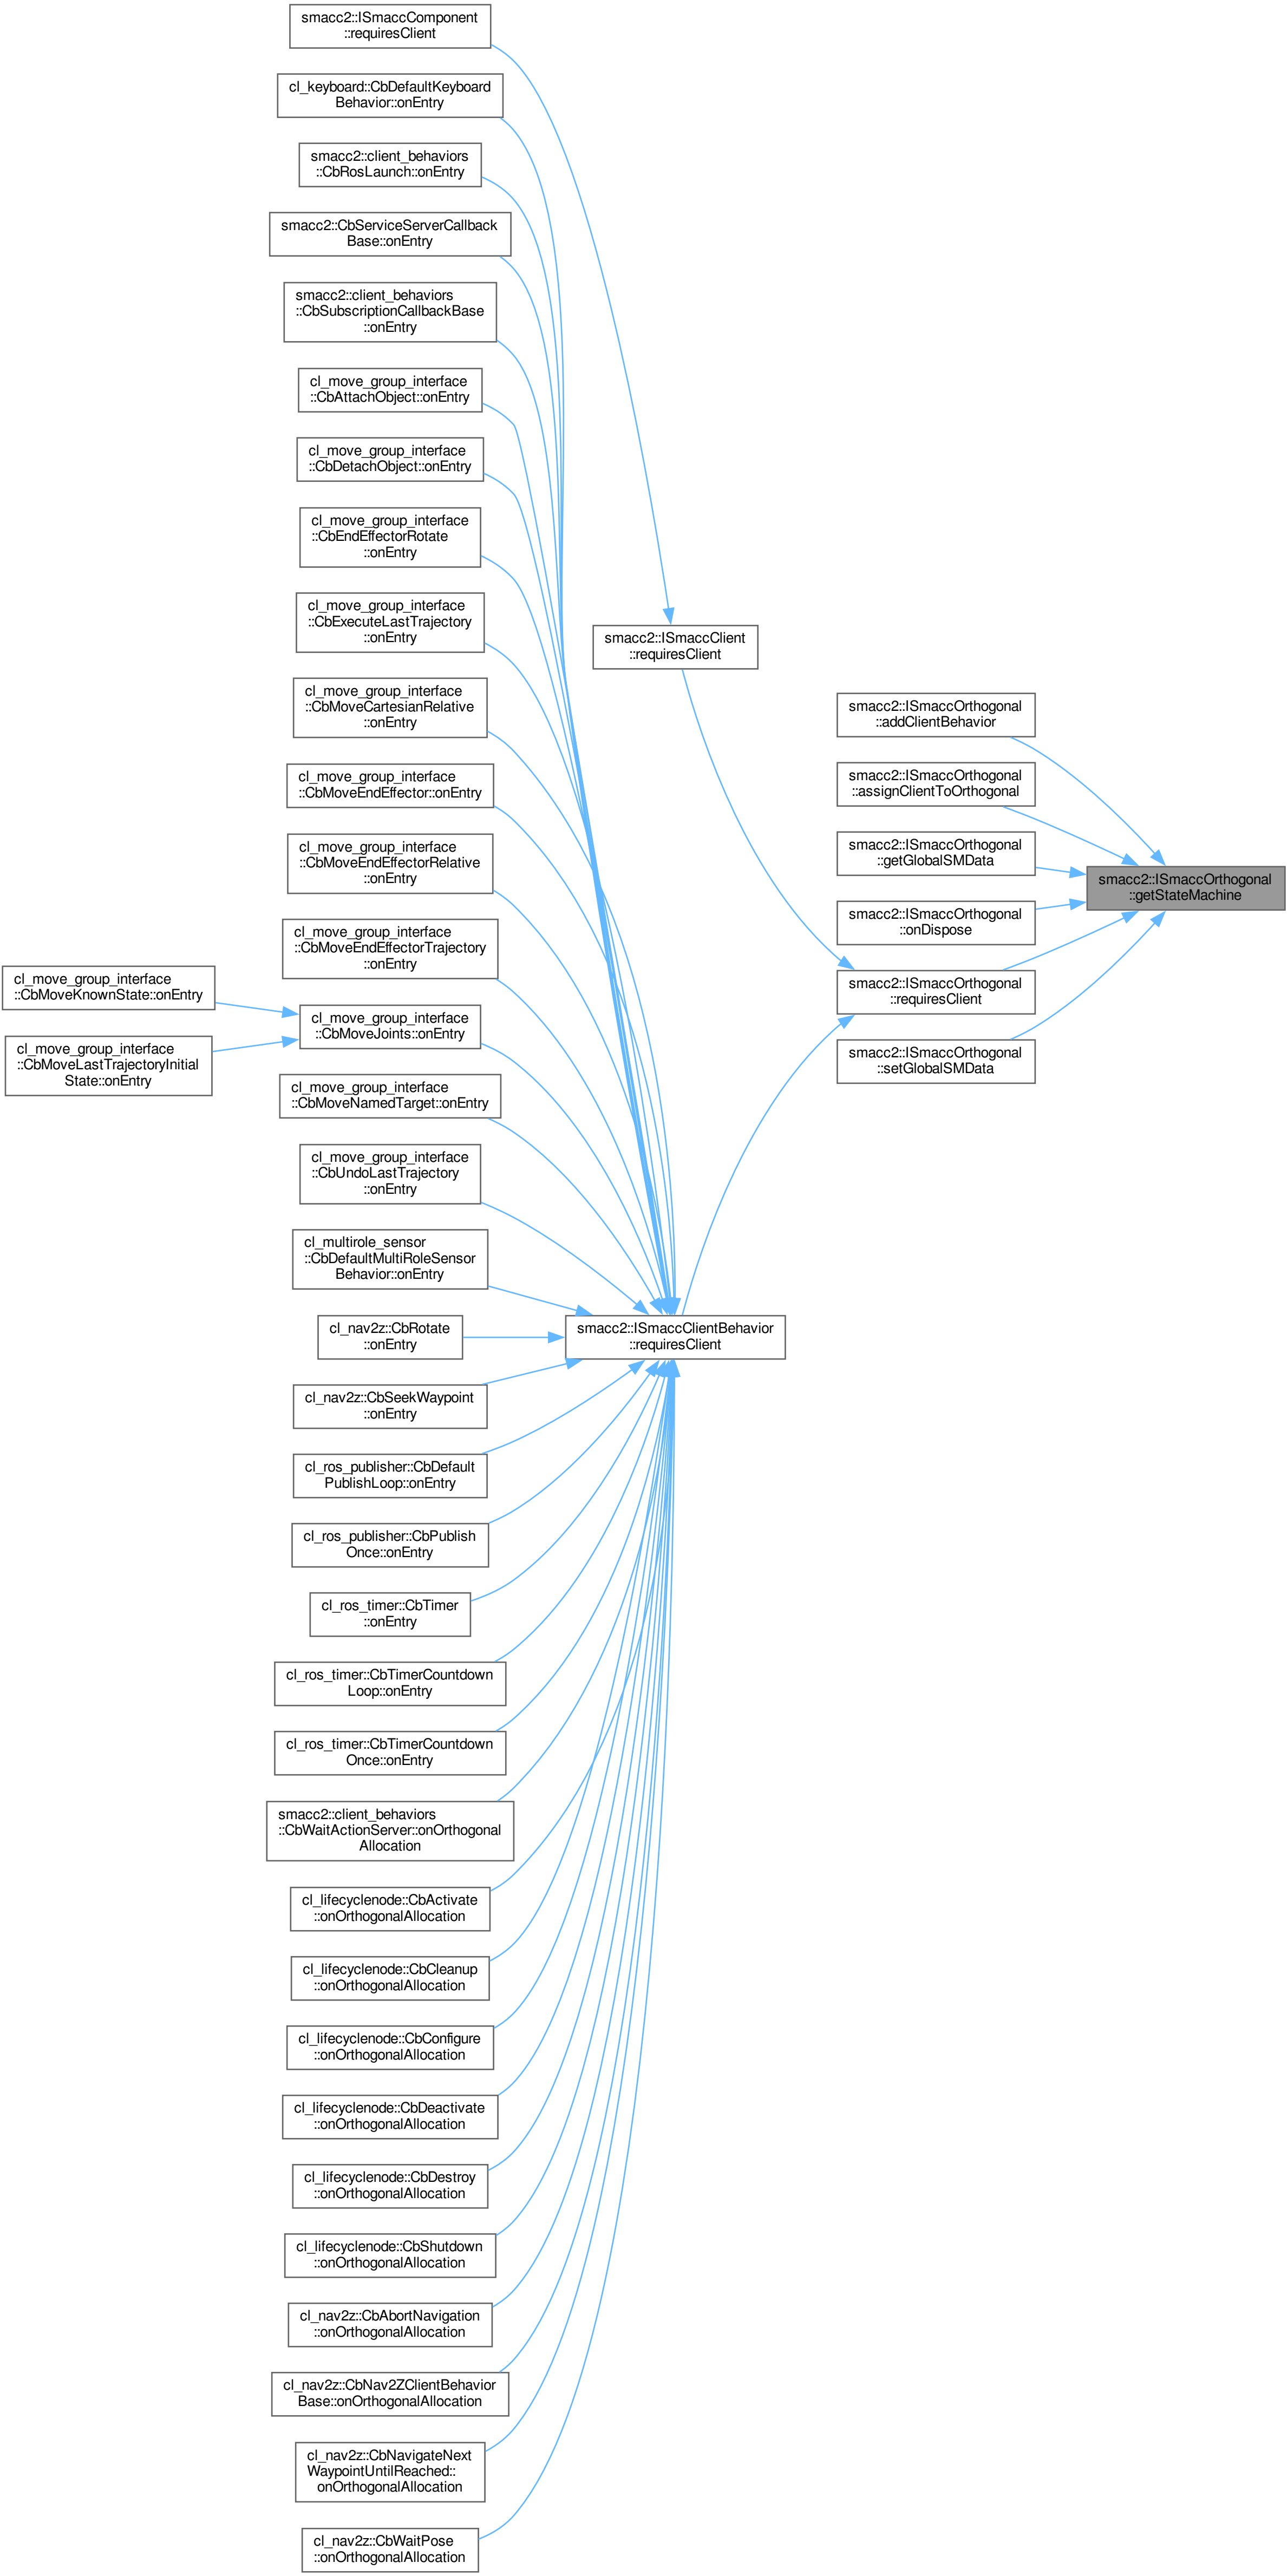 smacc2::ISmaccComponent
::requiresClient
cl_keyboard::CbDefaultKeyboard
Behavior::onEntry
smacc2::client_behaviors
::CbRosLaunch::onEntry
smacc2::CbServiceServerCallback
Base::onEntry
smacc2::client_behaviors
::CbSubscriptionCallbackBase
::onEntry
cl_move_group_interface
::CbAttachObject::onEntry
cl_move_group_interface
::CbDetachObject::onEntry
cl_move_group_interface
::CbEndEffectorRotate
::onEntry
cl_move_group_interface
::CbExecuteLastTrajectory
::onEntry
cl_move_group_interface
::CbMoveCartesianRelative
::onEntry
cl_move_group_interface
::CbMoveEndEffector::onEntry
cl_move_group_interface
::CbMoveEndEffectorRelative
::onEntry
cl_move_group_interface
::CbMoveEndEffectorTrajectory
::onEntry
cl_move_group_interface
::CbMoveKnownState::onEntry
cl_move_group_interface
::CbMoveLastTrajectoryInitial
State::onEntry
cl_move_group_interface
::CbMoveJoints::onEntry
cl_move_group_interface
::CbMoveNamedTarget::onEntry
cl_move_group_interface
::CbUndoLastTrajectory
::onEntry
cl_multirole_sensor
::CbDefaultMultiRoleSensor
Behavior::onEntry
cl_nav2z::CbRotate
::onEntry
cl_nav2z::CbSeekWaypoint
::onEntry
cl_ros_publisher::CbDefault
PublishLoop::onEntry
cl_ros_publisher::CbPublish
Once::onEntry
cl_ros_timer::CbTimer
::onEntry
cl_ros_timer::CbTimerCountdown
Loop::onEntry
cl_ros_timer::CbTimerCountdown
Once::onEntry
smacc2::client_behaviors
::CbWaitActionServer::onOrthogonal
Allocation
cl_lifecyclenode::CbActivate
::onOrthogonalAllocation
cl_lifecyclenode::CbCleanup
::onOrthogonalAllocation
cl_lifecyclenode::CbConfigure
::onOrthogonalAllocation
cl_lifecyclenode::CbDeactivate
::onOrthogonalAllocation
cl_lifecyclenode::CbDestroy
::onOrthogonalAllocation
cl_lifecyclenode::CbShutdown
::onOrthogonalAllocation
cl_nav2z::CbAbortNavigation
::onOrthogonalAllocation
cl_nav2z::CbNav2ZClientBehavior
Base::onOrthogonalAllocation
cl_nav2z::CbNavigateNext
WaypointUntilReached::
onOrthogonalAllocation
cl_nav2z::CbWaitPose
::onOrthogonalAllocation
smacc2::ISmaccClient
::requiresClient
smacc2::ISmaccClientBehavior
::requiresClient
smacc2::ISmaccOrthogonal
::addClientBehavior
smacc2::ISmaccOrthogonal
::assignClientToOrthogonal
smacc2::ISmaccOrthogonal
::getGlobalSMData
smacc2::ISmaccOrthogonal
::onDispose
smacc2::ISmaccOrthogonal
::requiresClient
smacc2::ISmaccOrthogonal
::setGlobalSMData
smacc2::ISmaccOrthogonal
::getStateMachine